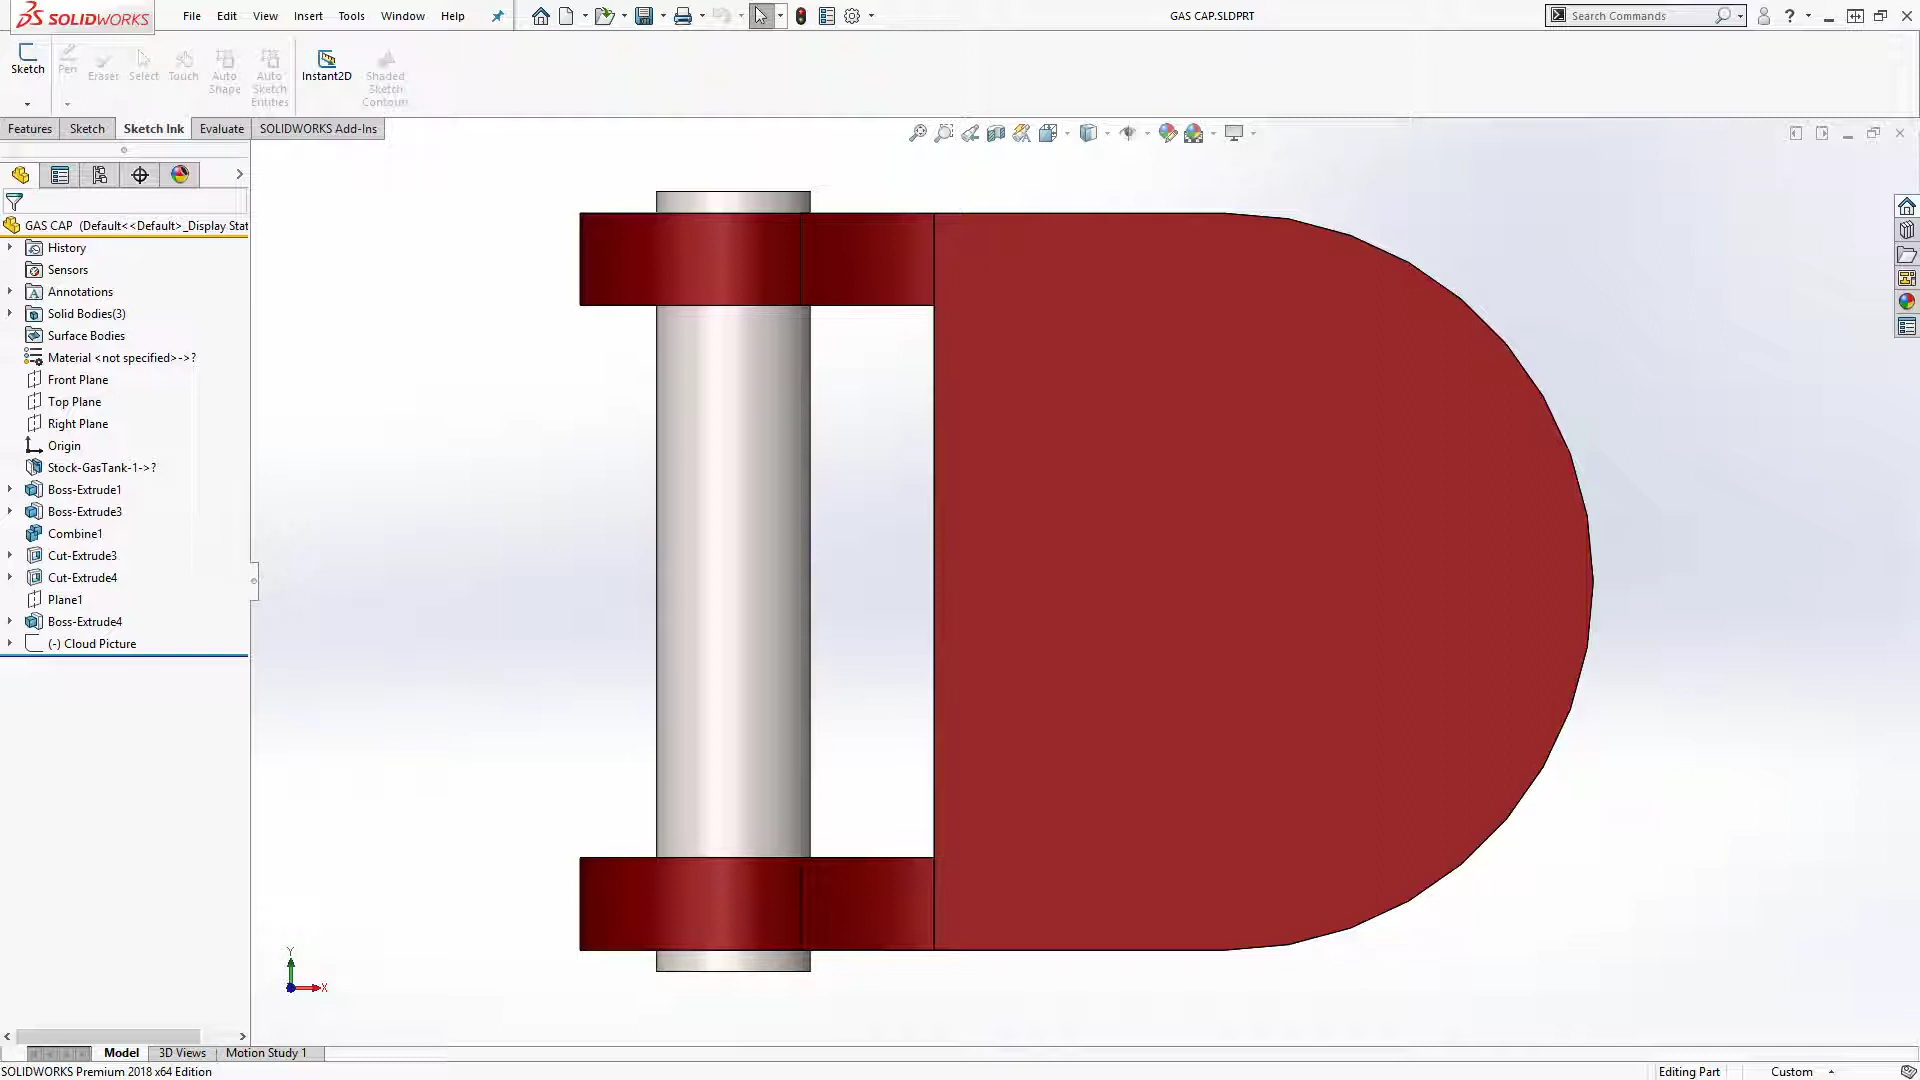 SOLIDWORKS File Edit View Insert Tools Window Help GAS CAP.SLDPRT Search Commands ?
Sketch Pen Eraser Select Touch Auto Shape Auto Sketch Entities Instant2D Shaded Sketch Contour
Features Sketch Sketch Ink Evaluate SOLIDWORKS Add-Ins
GAS CAP (Default<<Default>_Display Stat
History
Sensors
Annotations
Solid Bodies(3)
Surface Bodies
Material <not specified>->?
Front Plane
Top Plane
Right Plane
Origin
Stock-GasTank-1->?
Boss-Extrude1
Boss-Extrude3
Combine1
Cut-Extrude3
Cut-Extrude4
Plane1
Boss-Extrude4
(-) Cloud Picture
Y
X
Model 3D Views Motion Study 1
SOLIDWORKS Premium 2018 x64 Edition Editing Part Custom